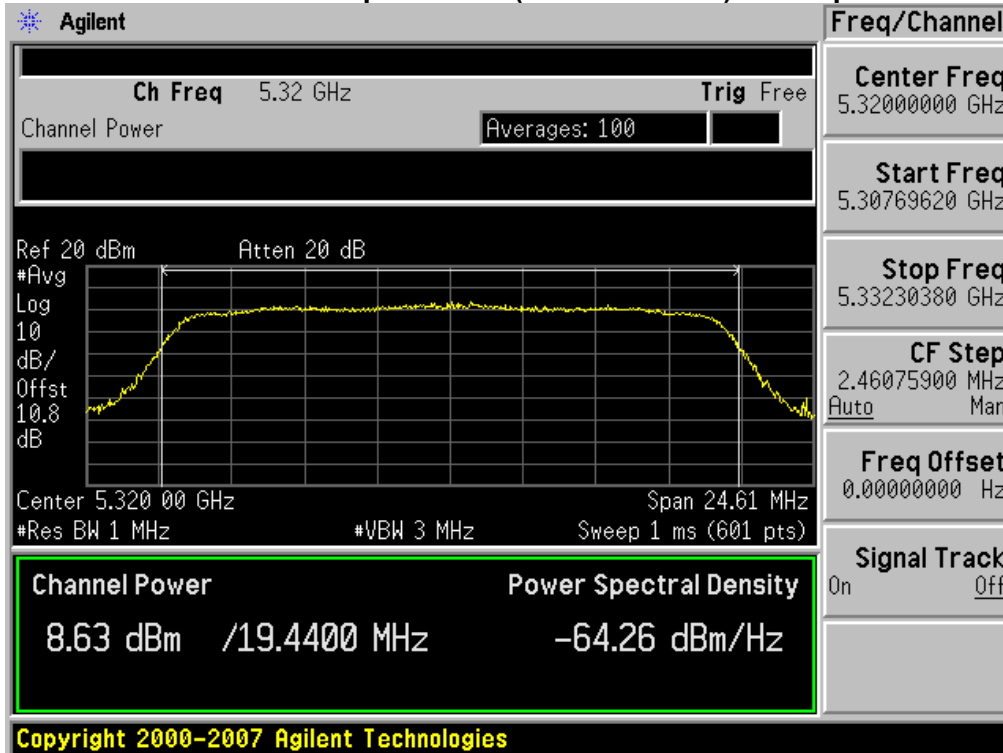 Agilent
Freq/Channel
Ch Freq 5.32 GHz Trig Free
Channel Power Averages: 100
Center Freq
5.32000000 GHz
Start Freq
5.30769620 GHz
Stop Freq
5.33230380 GHz
CF Step
2.46075900 MHz
Auto Man
Freq Offset
0.00000000 Hz
Signal Track
On Off
Ref 20 dBm Atten 20 dB
#Avg
Log
10
dB/
Offst
10.8
dB
Center 5.320 00 GHz Span 24.61 MHz
#Res BW 1 MHz #VBW 3 MHz Sweep 1 ms (601 pts)
Channel Power Power Spectral Density
8.63 dBm /19.4400 MHz -64.26 dBm/Hz
Copyright 2000-2007 Agilent Technologies